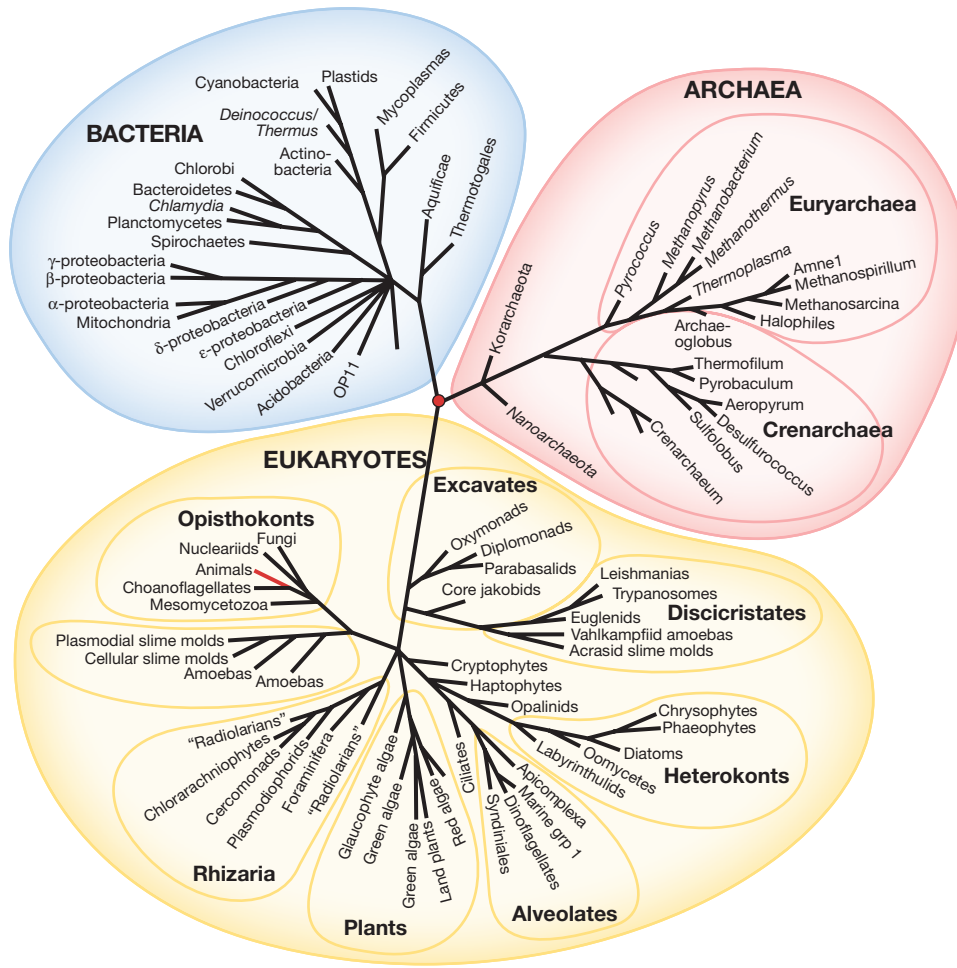 BACTERIA
Cyanobacteria
Plastids
Deinococcus/
Thermus
Actino-
bacteria
Mycoplasmas
Firmicutes
Aquificae
Thermotogales
Chlorobi
Bacteroidetes
Chlamydia
Planctomycetes
Spirochaetes
γ-proteobacteria
β-proteobacteria
α-proteobacteria
Mitochondria
δ-proteobacteria
ε-proteobacteria
Chloroflexi
Verrucomicrobia
Acidobacteria
OP11
ARCHAEA
Euryarchaea
Korarchaeota
Nanoarchaeota
Pyrococcus
Methanopyrus
Methanobacterium
Methanothermus
Thermoplasma
Amne1
Methanospirillum
Methanosarcina
Halophiles
Archae-
oglobus
Thermofilum
Pyrobaculum
Aeropyrum
Desulfurococcus
Sulfolobus
Crenarchaeum
Crenarchaea
EUKARYOTES
Excavates
Oxymonads
Diplomonads
Parabasalids
Core jakobids
Leishmanias
Trypanosomes
Euglenids
Vahlkampfiid amoebas
Acrasid slime molds
Discicristates
Opisthokonts
Fungi
Nucleariids
Animals
Choanoflagellates
Mesomycetozoa
Plasmodial slime molds
Cellular slime molds
Amoebas
Amoebas
Cryptophytes
Haptophytes
Opalinids
Chrysophytes
Phaeophytes
Diatoms
Oomycetes
Labyrinthulids
Heterokonts
"Radiolarians"
Chlorarachniophytes
Cercomonads
Plasmodiophorids
Foraminifera
"Radiolarians"
Rhizaria
Glaucophyte algae
Green algae
Green algae
Land plants
Red algae
Plants
Ciliates
Apicomplexa
Marine grp 1
Dinoflagellates
Syndiniales
Alveolates